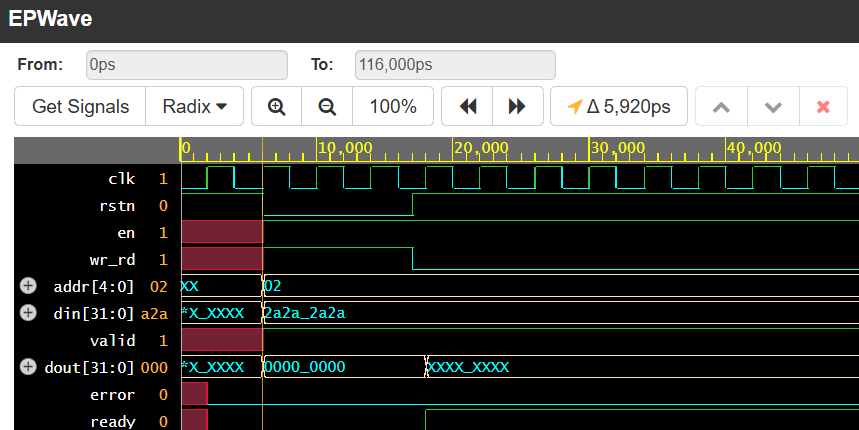 EPWave
From: 0ps To: 116,000ps
Get Signals Radix 100% Δ 5,920ps
0 10,000 20,000 30,000 40,000
clk 1
rstn 0
en 1
wr_rd 1
addr[4:0] 02 XX 02
din[31:0] a2a *X_XXXX 2a2a_2a2a
valid 1
dout[31:0] 000 *X_XXXX 0000_0000 XXXX_XXXX
error 0
ready 0